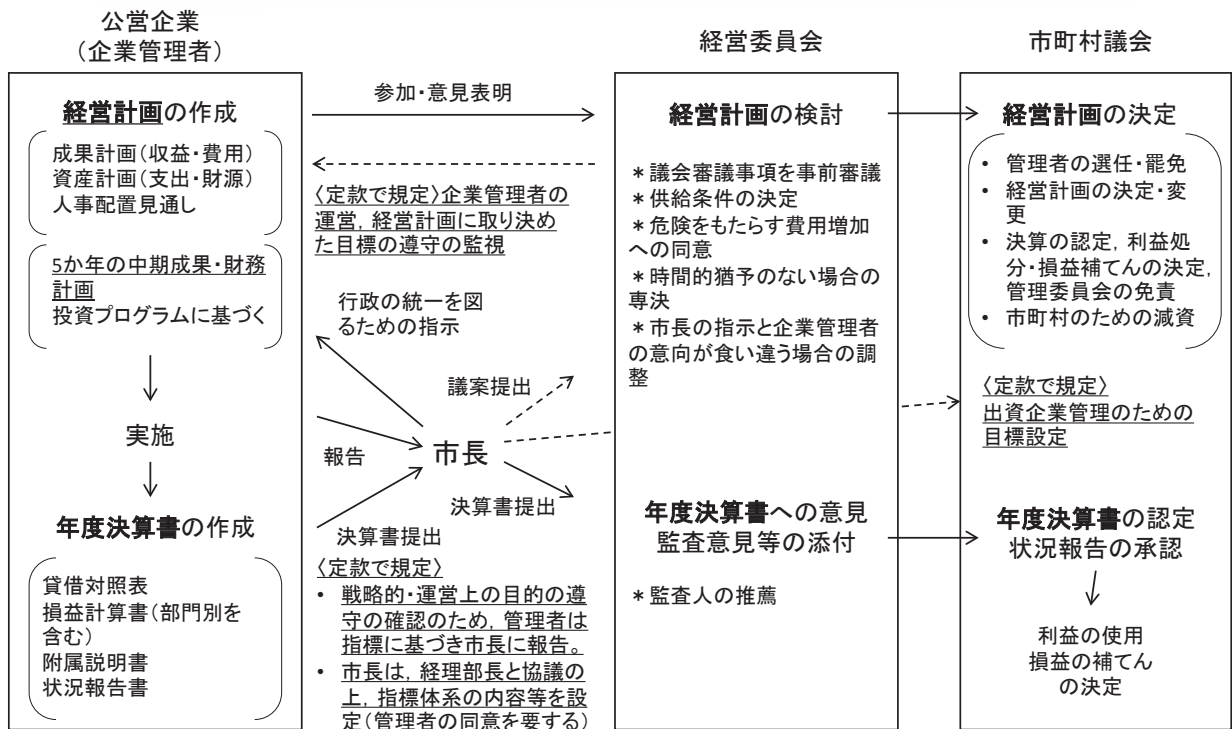 公営企業
（企業管理者）
経営計画の作成
成果計画（収益・費用）
資産計画（支出・財源）
人事配置見通し
5か年の中期成果・財務
計画
投資プログラムに基づく
実施
年度決算書の作成
貸借対照表
損益計算書（部門別を
含む）
附属説明書
状況報告書
参加・意見表明
〈定款で規定〉企業管理者の
運営，経営計画に取り決め
た目標の遵守の監視
行政の統一を図
るための指示
議案提出
市長
報告
決算書提出
決算書提出
〈定款で規定〉
• 戦略的・運営上の目的の遵
守の確認のため，管理者は
指標に基づき市長に報告。
• 市長は，経理部長と協議の
上，指標体系の内容等を設
定（管理者の同意を要する）
経営委員会
経営計画の検討
＊議会審議事項を事前審議
＊供給条件の決定
＊危険をもたらす費用増加
への同意
＊時間的猶予のない場合の
専決
＊市長の指示と企業管理者
の意向が食い違う場合の調
整
年度決算書への意見
監査意見等の添付
＊監査人の推薦
市町村議会
経営計画の決定
• 管理者の選任・罷免
• 経営計画の決定・変
更
• 決算の認定，利益処
分・損益補てんの決定，
管理委員会の免責
• 市町村のための減資
〈定款で規定〉
出資企業管理のための
目標設定
年度決算書の認定
状況報告の承認
利益の使用
損益の補てん
の決定